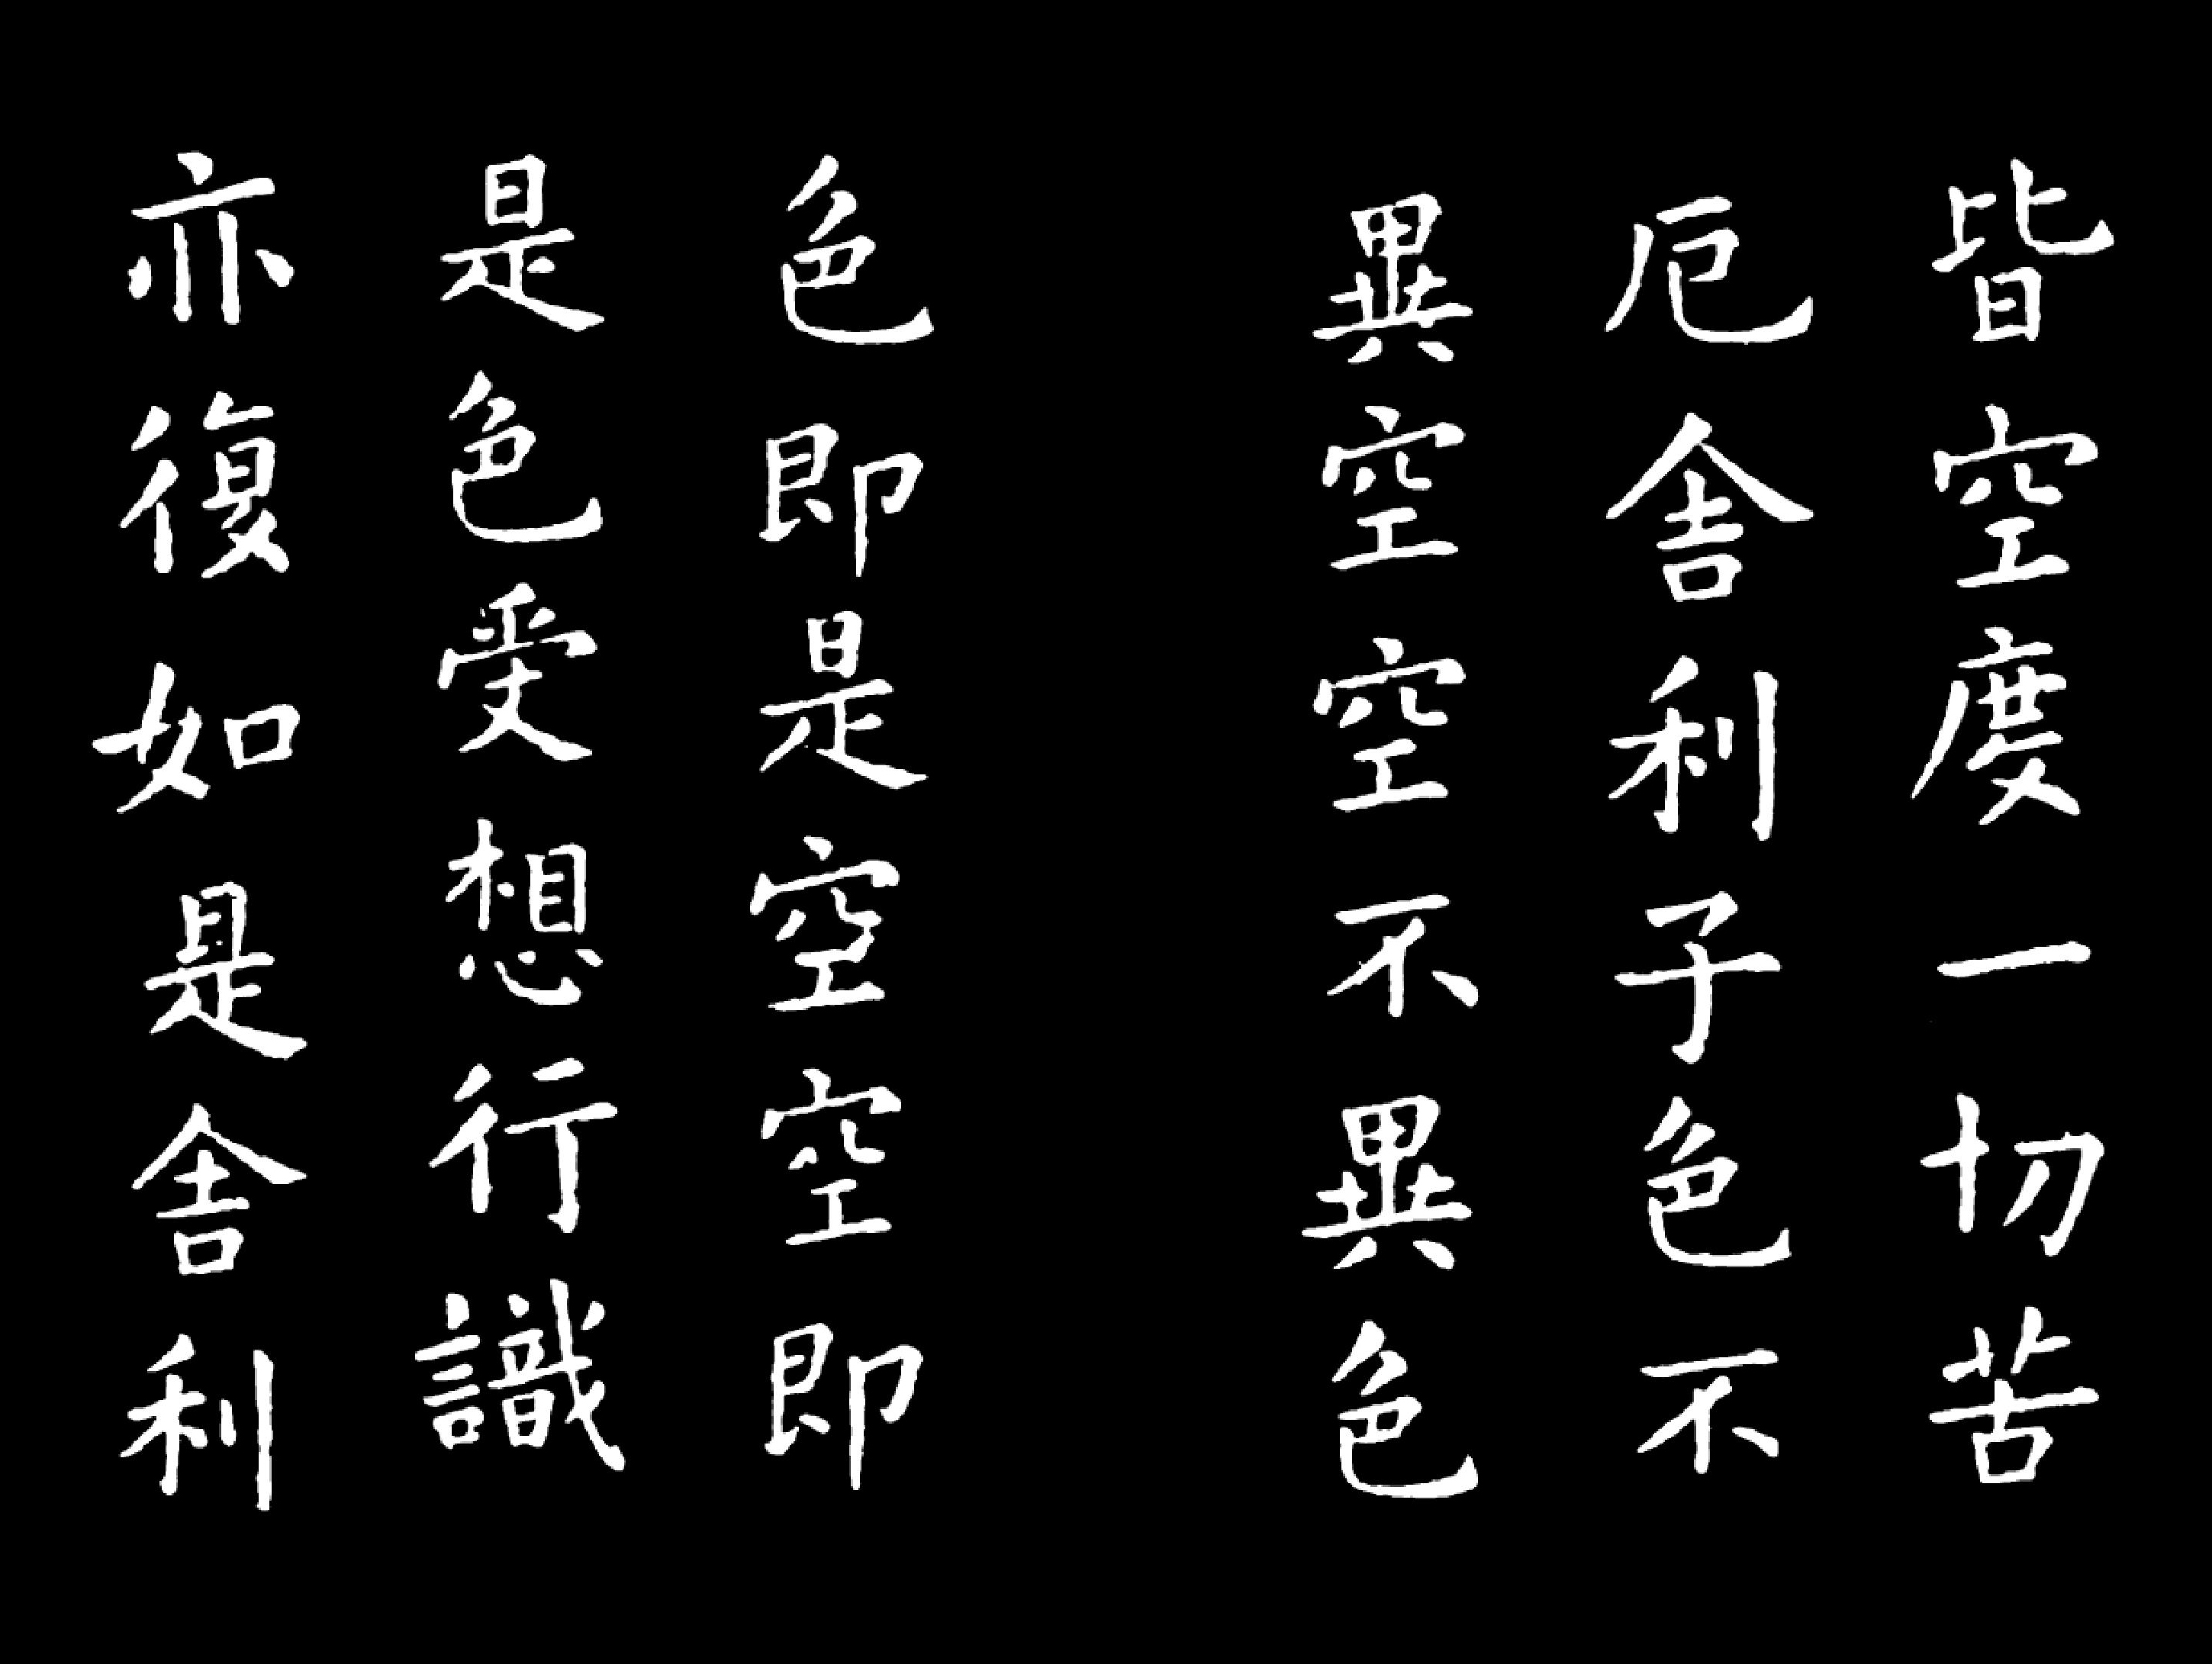 皆空度一切苦
厄舍利子色不
異空空不異色
色即是空空即
是色受想行識
亦復如是舍利